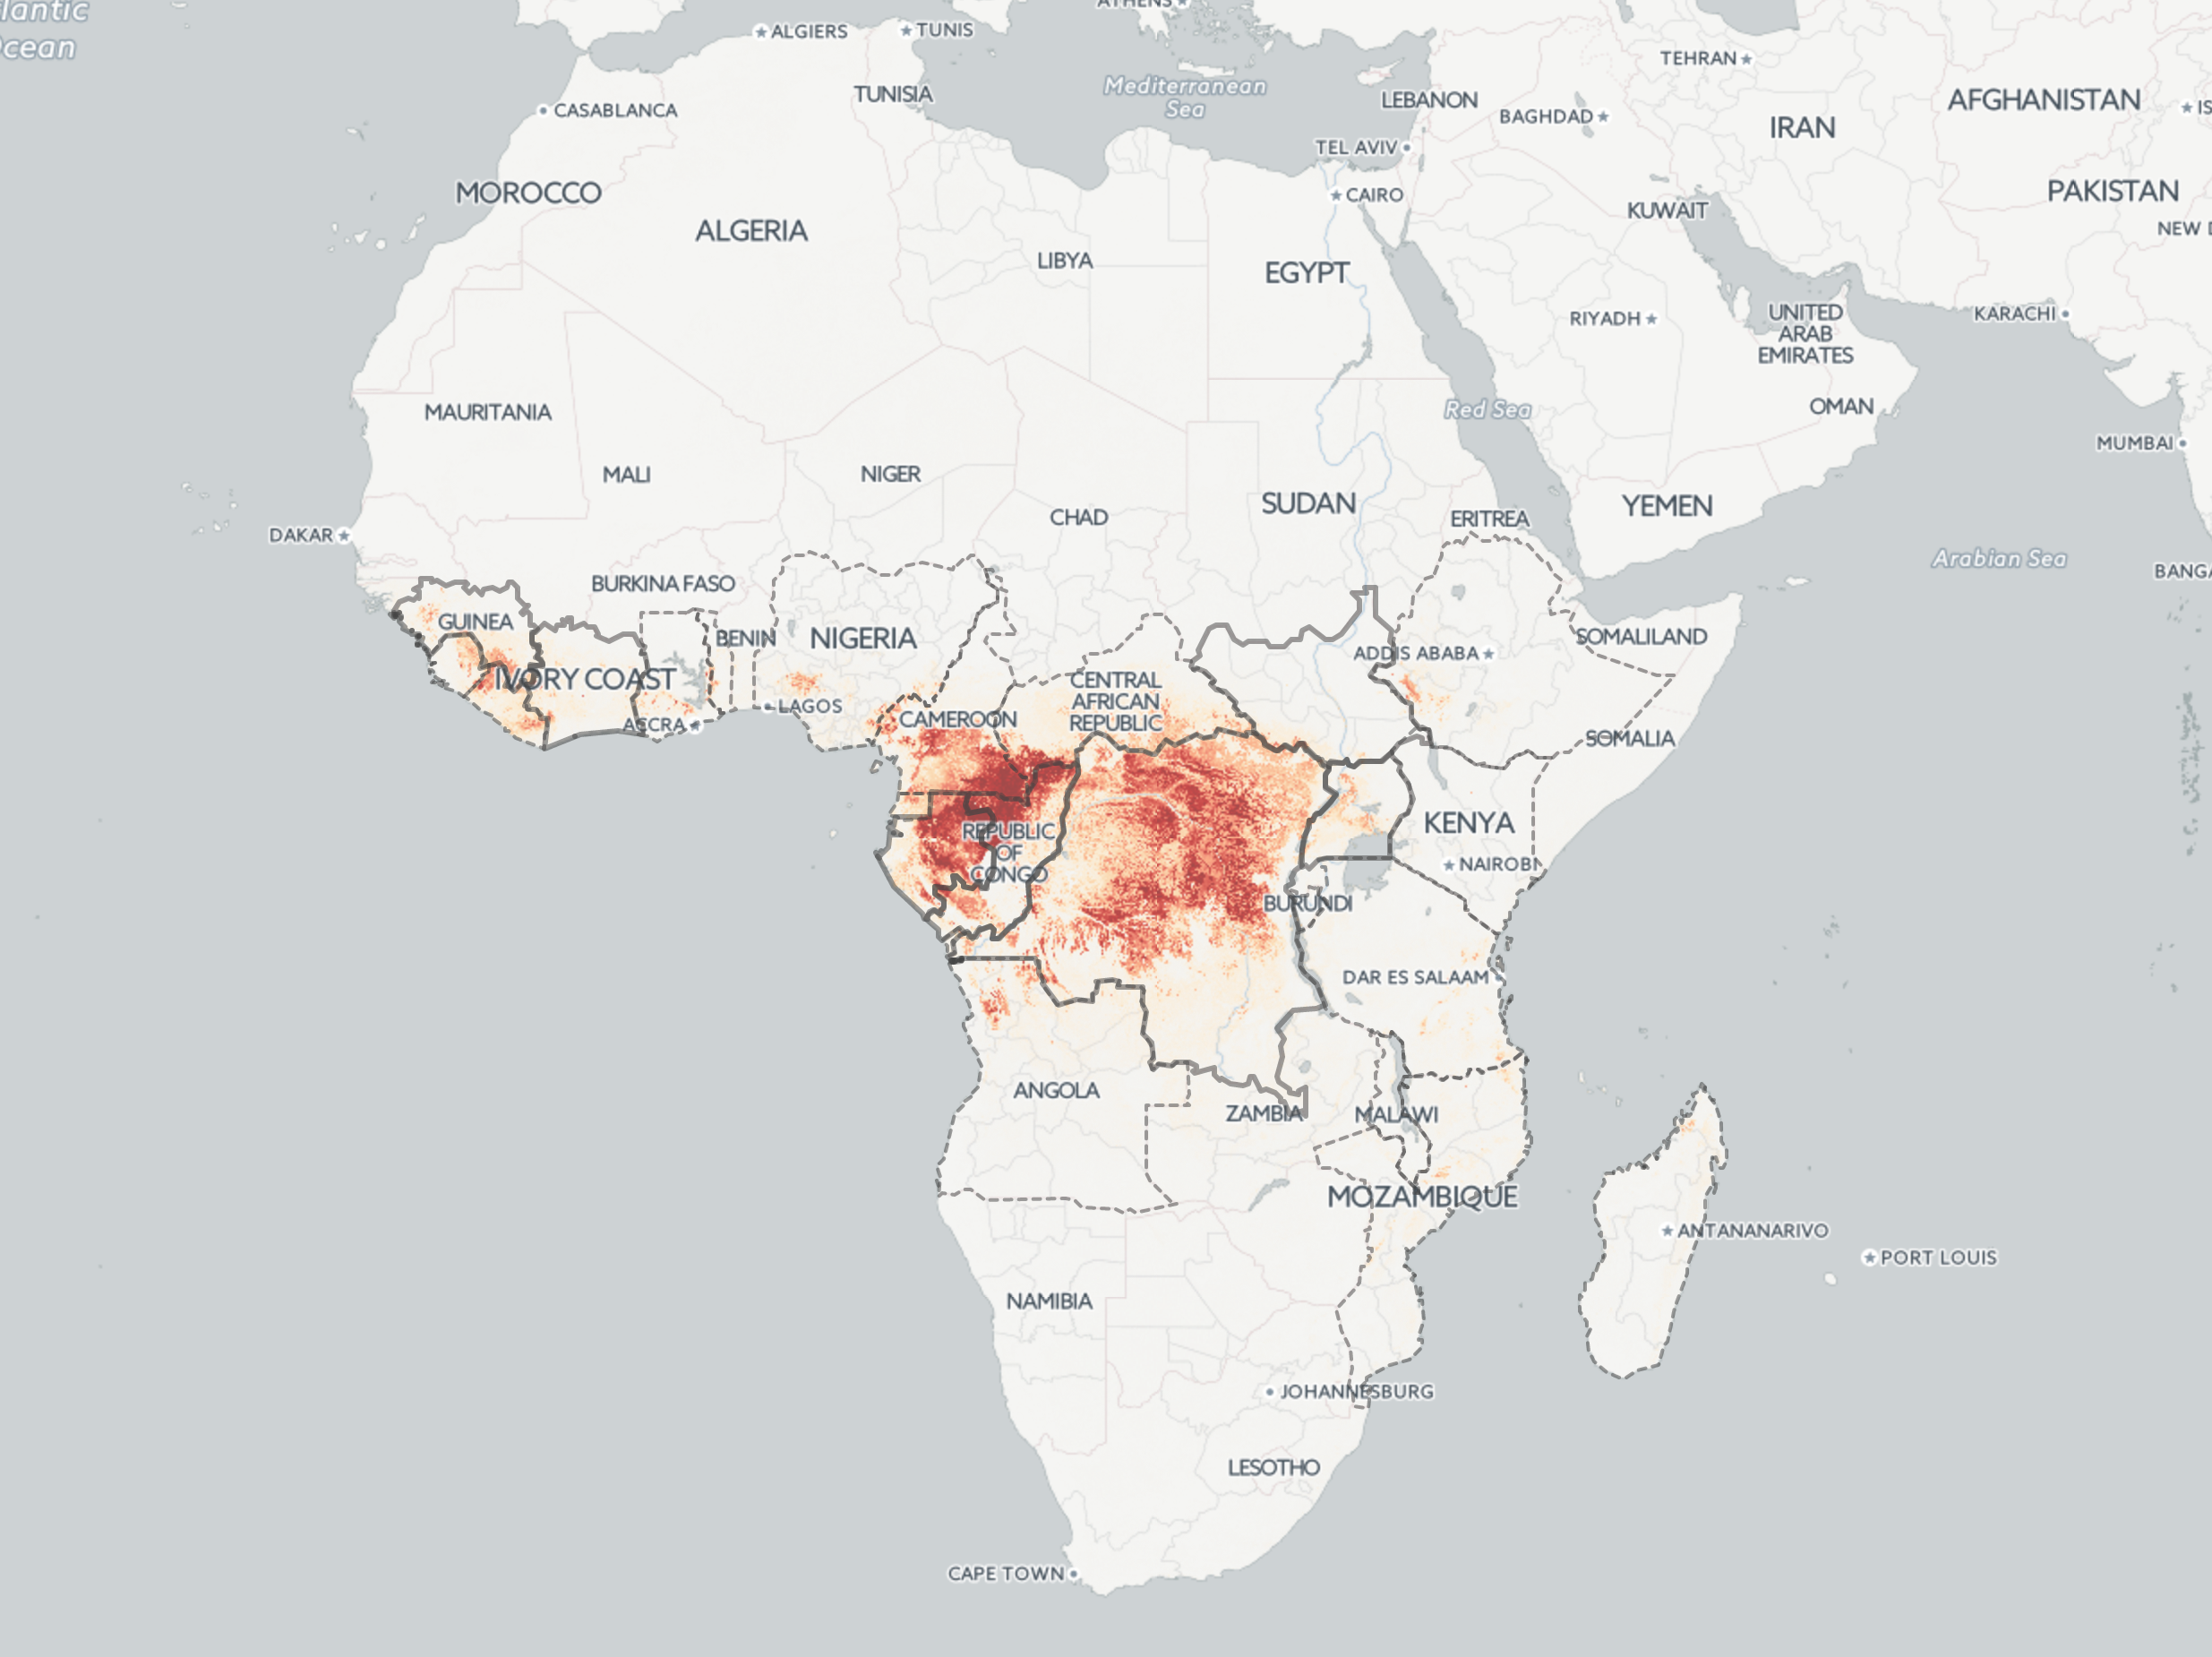 lantic
cean
ATHENS
ALGIERS
TUNIS
TEHRAN
TUNISIA
Mediterranean
Sea
LEBANON
AFGHANISTAN
IS
CASABLANCA
BAGHDAD
IRAN
TEL AVIV
MOROCCO
CAIRO
PAKISTAN
KUWAIT
ALGERIA
NEW D
LIBYA
EGYPT
RIYADH
UNITED
ARAB
EMIRATES
KARACHI
MAURITANIA
Red Sea
OMAN
MUMBAI
MALI
NIGER
SUDAN
YEMEN
CHAD
ERITREA
DAKAR
Arabian Sea
BANGA
BURKINA FASO
GUINEA
BENIN
NIGERIA
SOMALILAND
ADDIS ABABA
IVORY COAST
CENTRAL
AFRICAN
REPUBLIC
LAGOS
ACCRA
CAMEROON
SOMALIA
REPUBLIC
OF
CONGO
KENYA
NAIROBI
BURUNDI
DAR ES SALAAM
ANGOLA
ZAMBIA
MALAWI
MOZAMBIQUE
ANTANANARIVO
PORT LOUIS
NAMIBIA
JOHANNESBURG
LESOTHO
CAPE TOWN